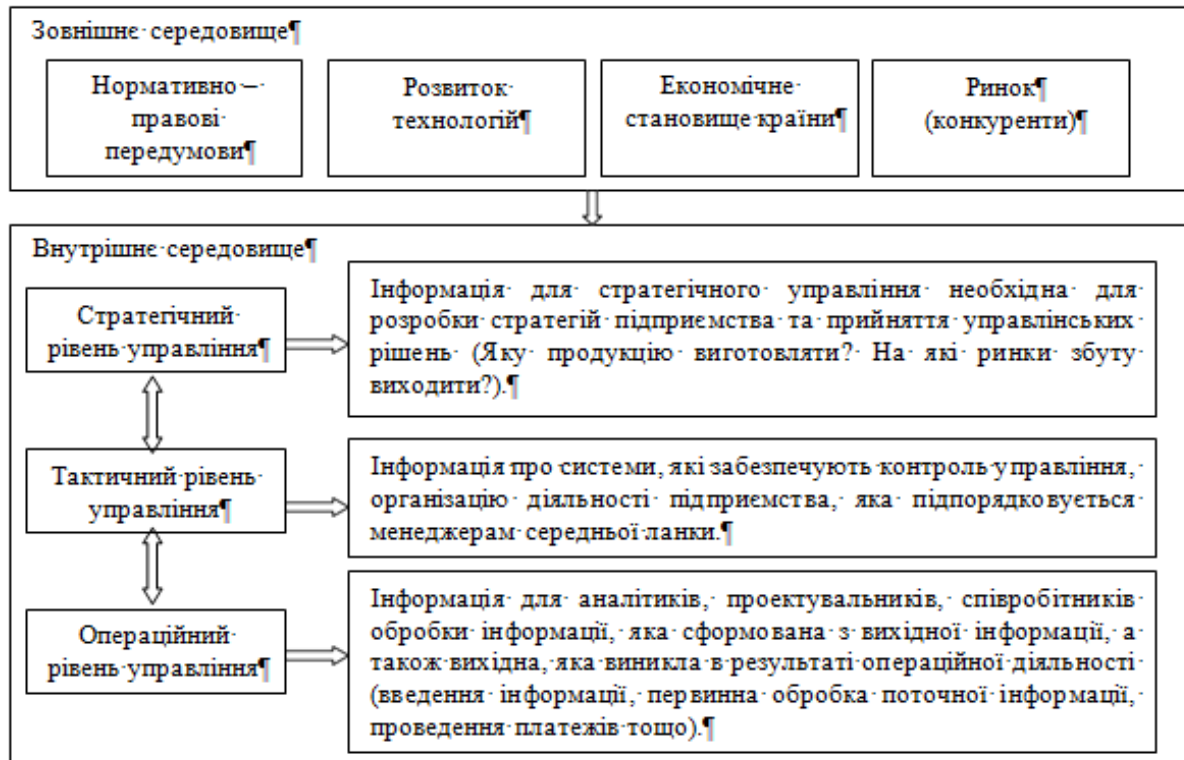 Зовнішнє середовище¶
Нормативно –
правові
передумови¶
Розвиток
технологій¶
Економічне
становище країни¶
Ринок¶
(конкуренти)¶
Внутрішнє середовище¶
Стратегічний
рівень управління¶
Інформація для стратегічного управління необхідна для
розробки стратегій підприємства та прийняття управлінських
рішень (Яку продукцію виготовляти? На які ринки збуту
виходити?).¶
Тактичний рівень
управління¶
Інформація про системи, які забезпечують контроль управління,
організацію діяльності підприємства, яка підпорядковується
менеджерам середньої ланки.¶
Операційний
рівень управління¶
Інформація для аналітиків, проектувальників, співробітників
обробки інформації, яка сформована з вихідної інформації, а
також вихідна, яка виникла в результаті операційної діяльності
(введення інформації, первинна обробка поточної інформації,
проведення платежів тощо).¶